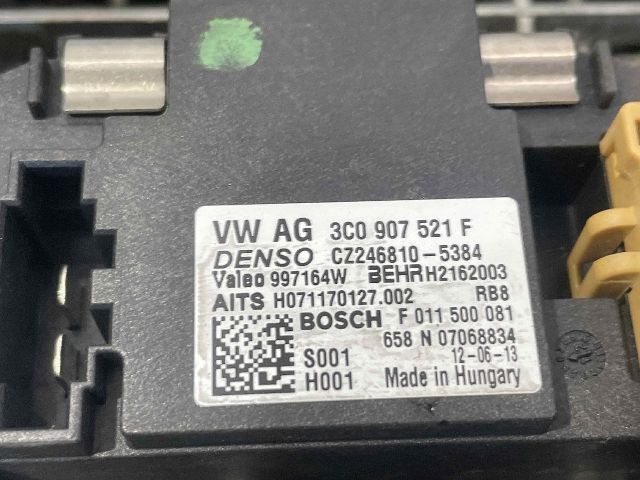 VW AG 3C0 907 521 F
DENSO CZ246810-5384
Valeo 997164W BEHR H2162003
AITS H071170127.002 RB8
BOSCH F 011 500 081
658 N 07068834
S001 12-06-13
H001 Made in Hungary